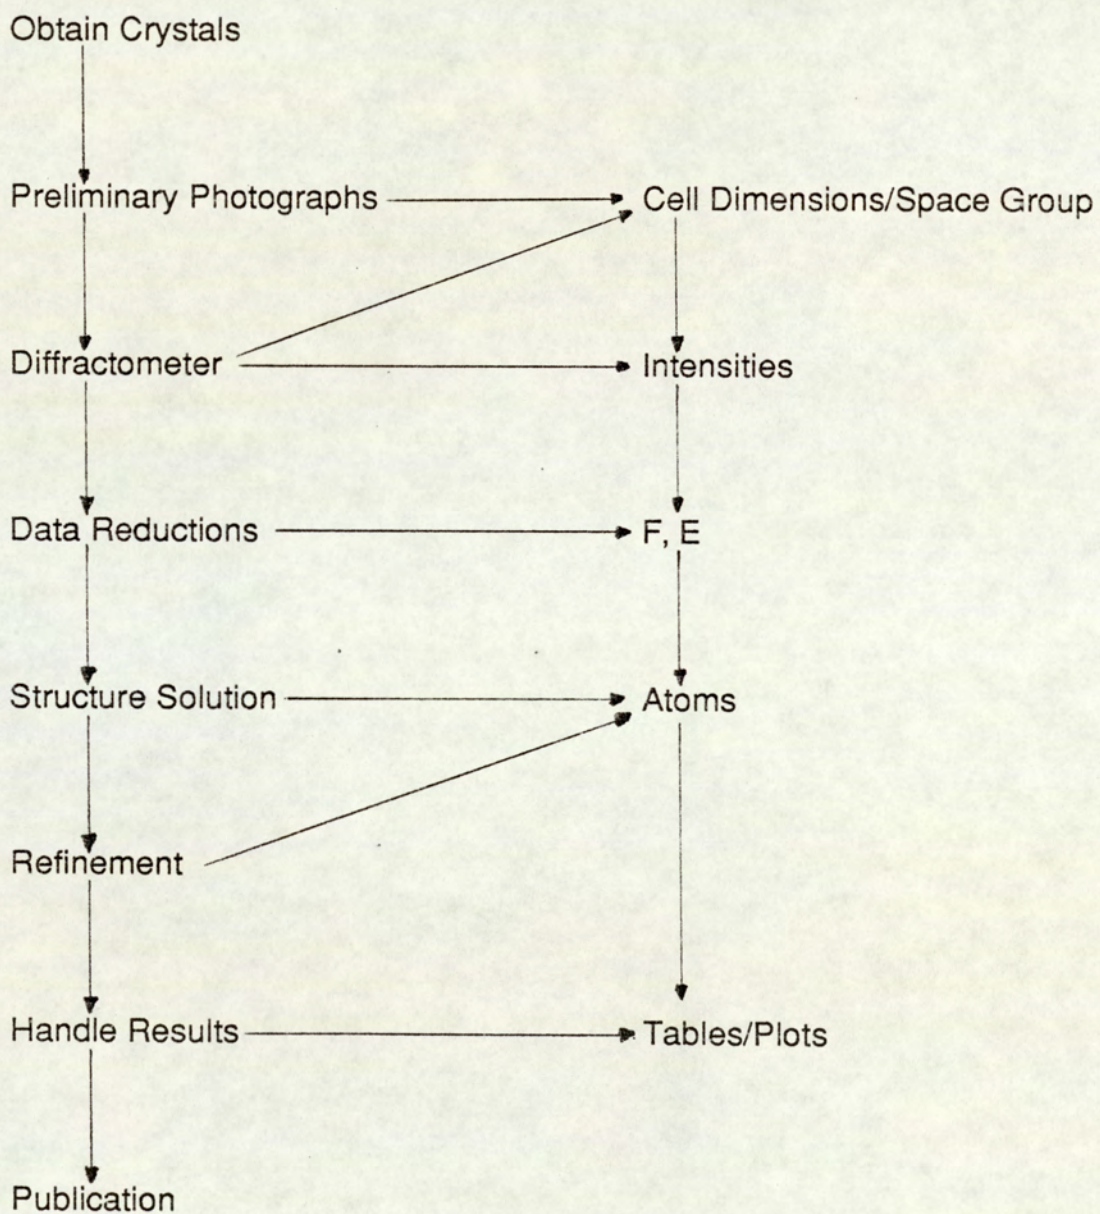 Obtain Crystals
Preliminary Photographs
Cell Dimensions/Space Group
Diffractometer
Intensities
Data Reductions
F, E
Structure Solution
Atoms
Refinement
Handle Results
Tables/Plots
Publication